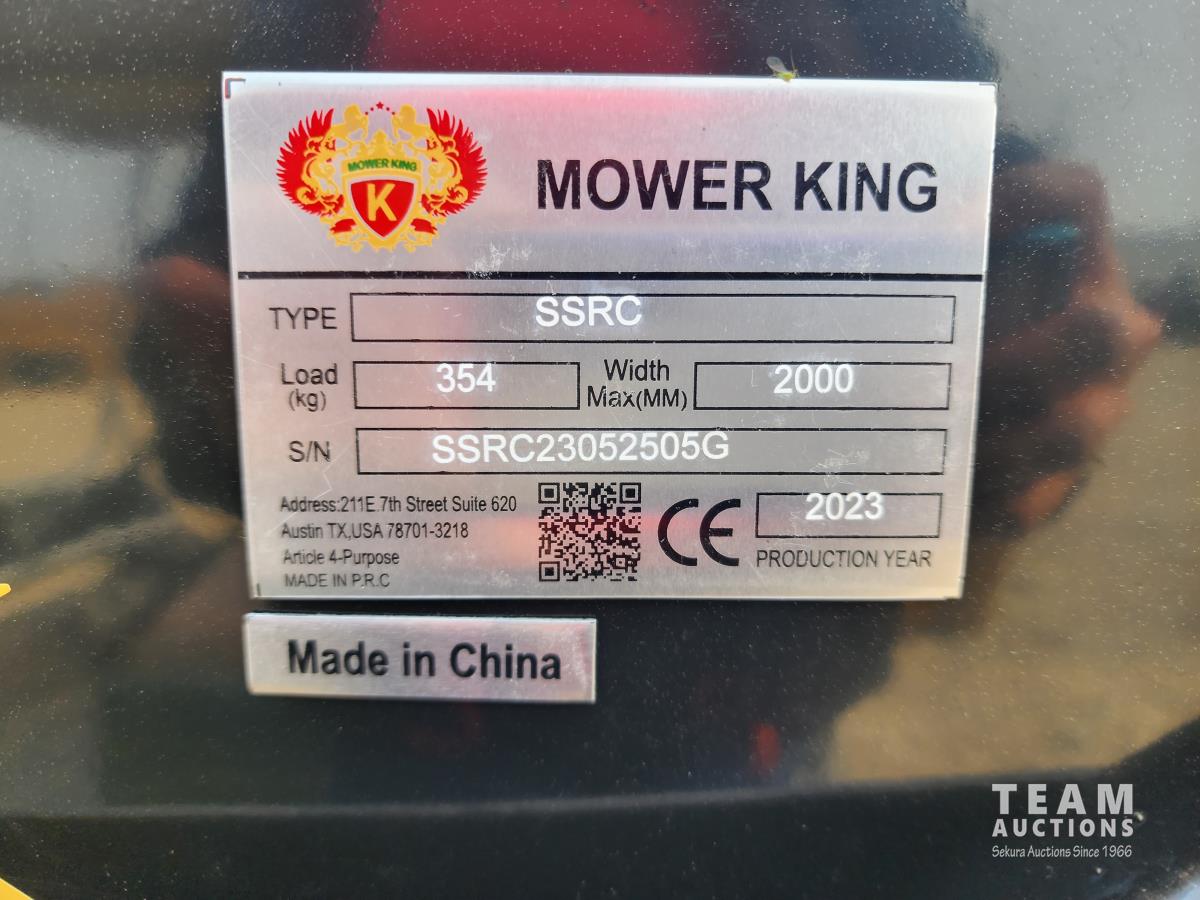 MOWER KING
K
MOWER KING
TYPE SSRC
Load (kg) 354 Width Max(MM) 2000
S/N SSRC23052505G
Address:211E.7th Street Suite 620
Austin TX,USA 78701-3218
Article 4-Purpose
MADE IN P.R.C
CE
2023
PRODUCTION YEAR
Made in China
TEAM
AUCTIONS
Sekura Auctions Since 1966